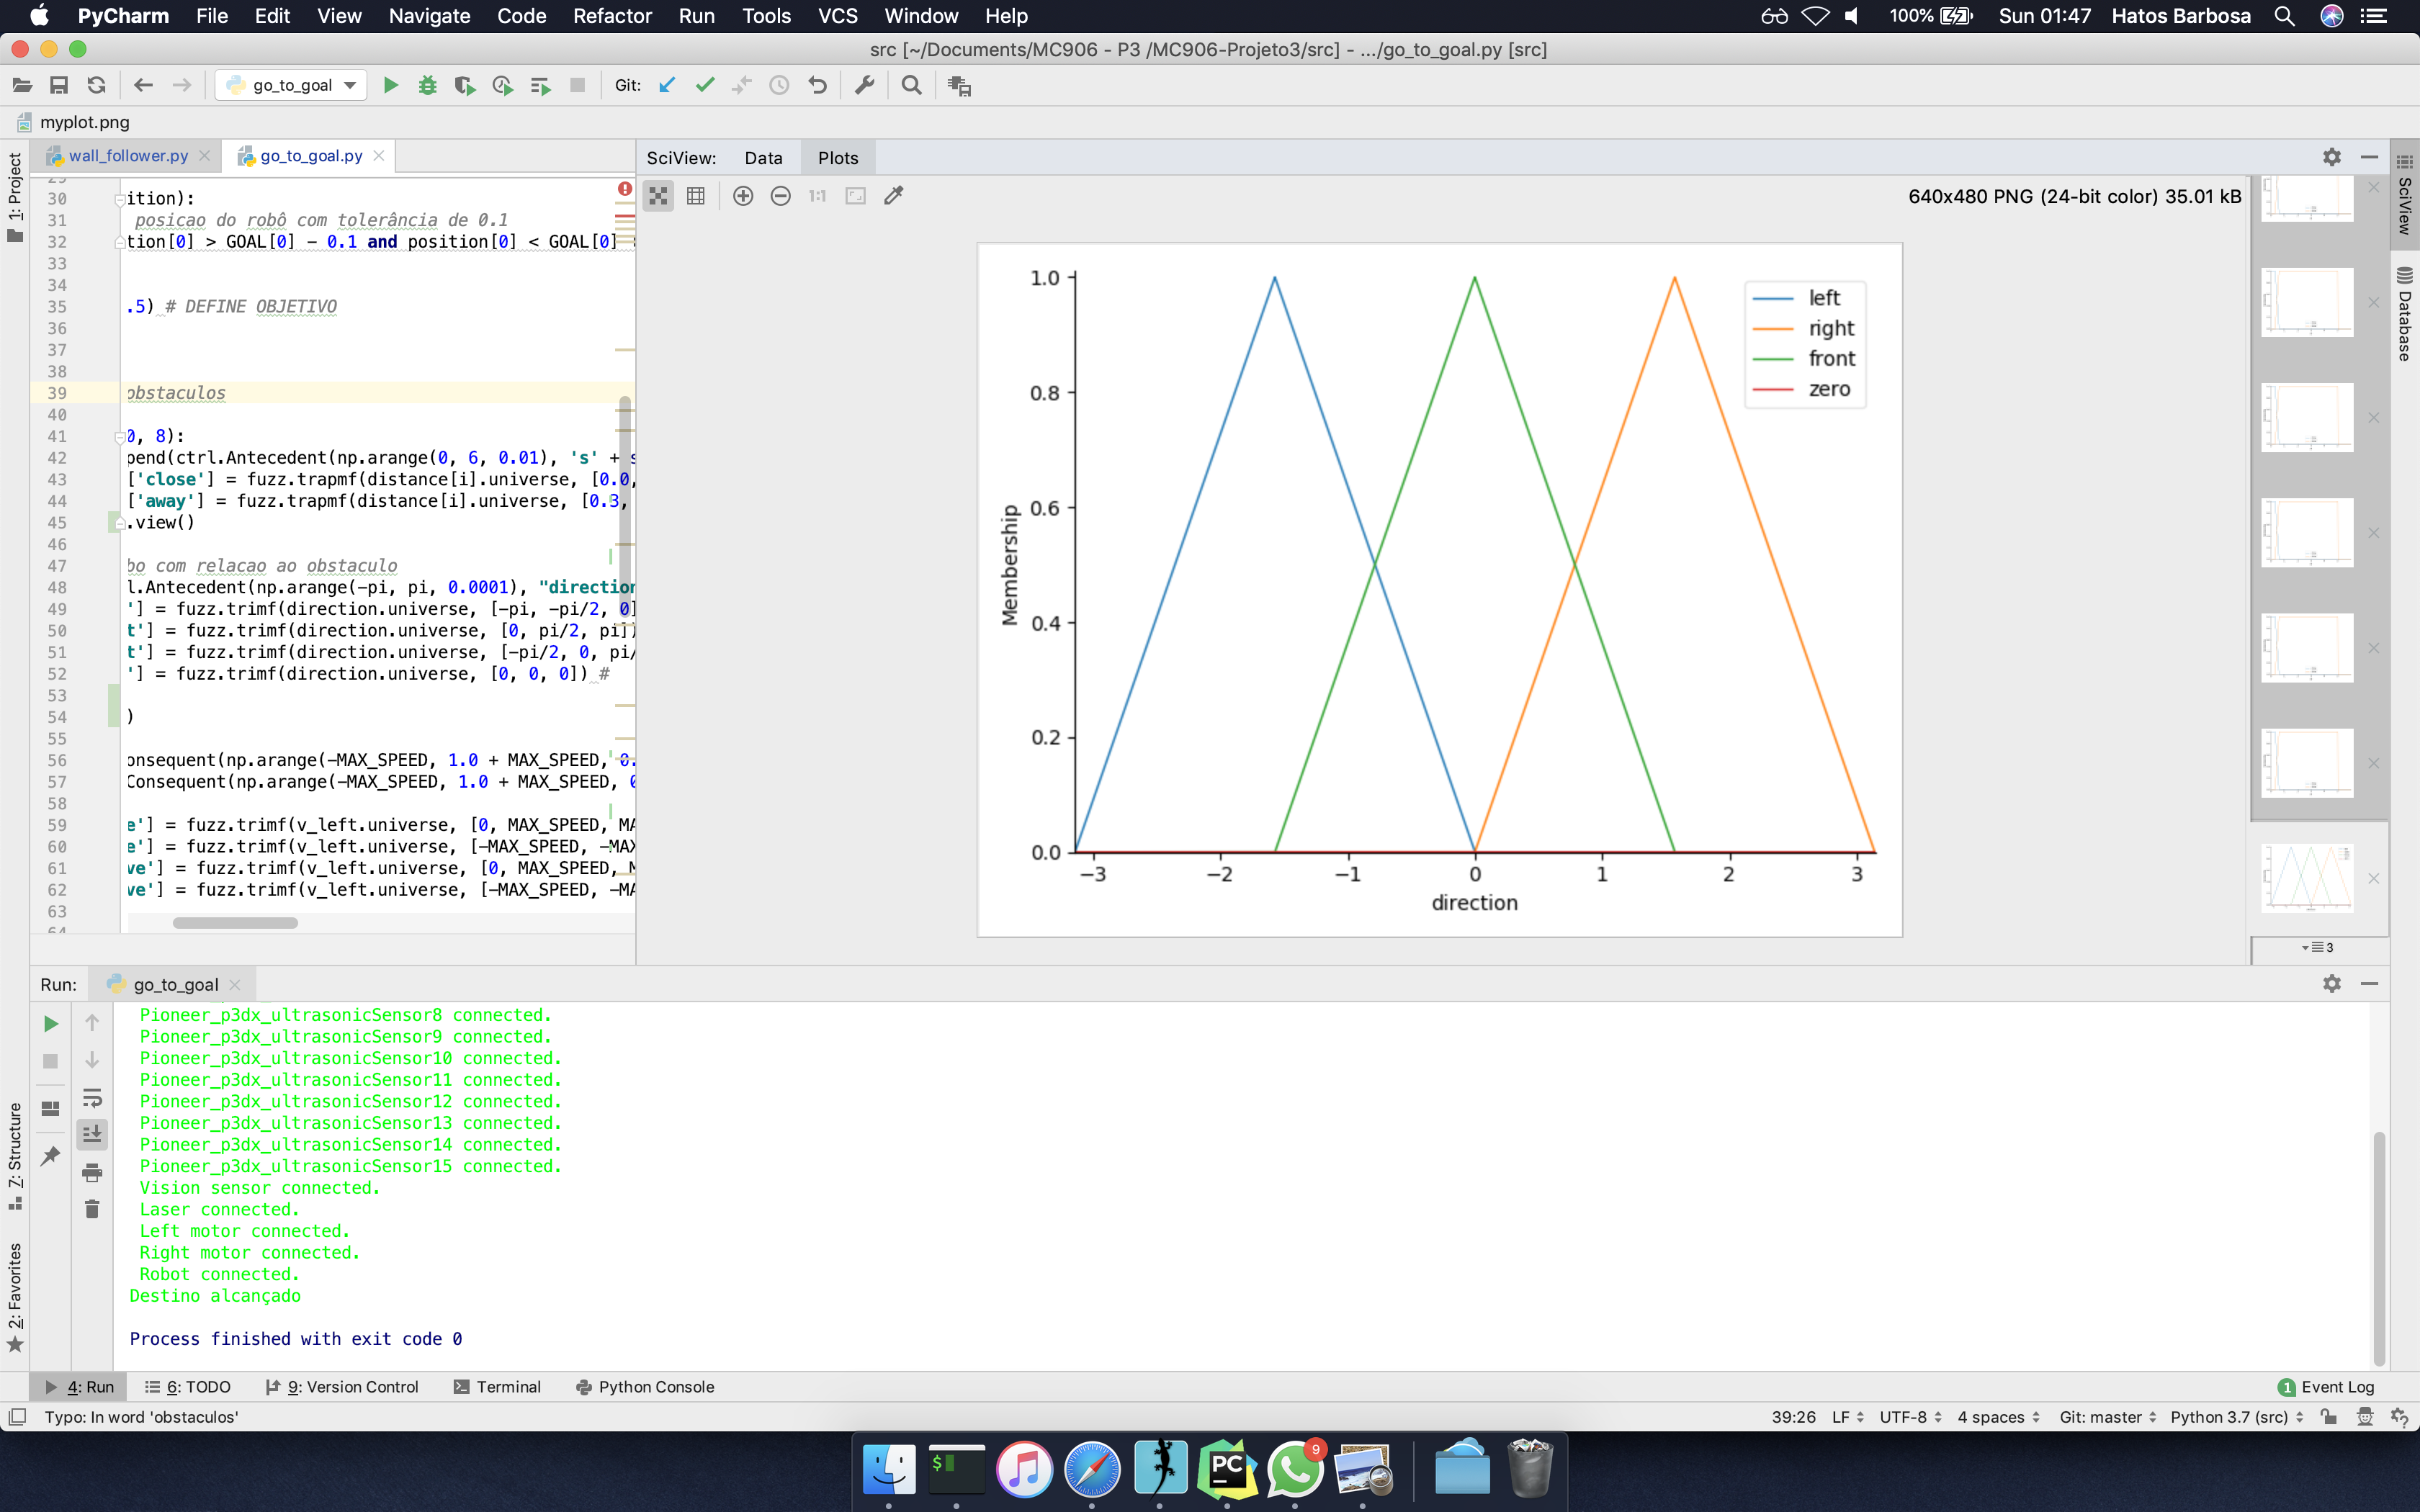 PyCharm File Edit View Navigate Code Refactor Run Tools VCS Window Help 100% Sun 01:47 Hatos Barbosa
src [~/Documents/MC906 - P3 /MC906-Projeto3/src] - .../go_to_goal.py [src]
go_to_goal Git:
myplot.png
1: Project
wall_follower.py go_to_goal.py
30 ition):
31 posicao do robô com tolerância de 0.1
32 tion[0] > GOAL[0] - 0.1 and position[0] < GOAL[0]
33
34
35 .5) # DEFINE OBJETIVO
36
37
38
39 obstaculos
40
41 0, 8):
42 pend(ctrl.Antecedent(np.arange(0, 6, 0.01), 's' + s
43 ['close'] = fuzz.trapmf(distance[i].universe, [0.0,
44 ['away'] = fuzz.trapmf(distance[i].universe, [0.3,
45 .view()
46
47 bo com relacao ao obstaculo
48 l.Antecedent(np.arange(-pi, pi, 0.0001), "direction
49 '] = fuzz.trimf(direction.universe, [-pi, -pi/2, 0]
50 t'] = fuzz.trimf(direction.universe, [0, pi/2, pi])
51 t'] = fuzz.trimf(direction.universe, [-pi/2, 0, pi/
52 '] = fuzz.trimf(direction.universe, [0, 0, 0]) #
53
54 )
55
56 onsequent(np.arange(-MAX_SPEED, 1.0 + MAX_SPEED, 0.
57 Consequent(np.arange(-MAX_SPEED, 1.0 + MAX_SPEED, 0
58
59 e'] = fuzz.trimf(v_left.universe, [0, MAX_SPEED, MA
60 e'] = fuzz.trimf(v_left.universe, [-MAX_SPEED, -MAX
61 ve'] = fuzz.trimf(v_left.universe, [0, MAX_SPEED, M
62 ve'] = fuzz.trimf(v_left.universe, [-MAX_SPEED, -MA
63
64
SciView: Data Plots
1:1
640x480 PNG (24-bit color) 35.01 kB
1.0
0.8
0.6
0.4
0.2
0.0
Membership
−3 −2 −1 0 1 2 3
direction
left
right
front
zero
3
SciView
Database
Run: go_to_goal
Pioneer_p3dx_ultrasonicSensor8 connected.
Pioneer_p3dx_ultrasonicSensor9 connected.
Pioneer_p3dx_ultrasonicSensor10 connected.
Pioneer_p3dx_ultrasonicSensor11 connected.
Pioneer_p3dx_ultrasonicSensor12 connected.
Pioneer_p3dx_ultrasonicSensor13 connected.
Pioneer_p3dx_ultrasonicSensor14 connected.
Pioneer_p3dx_ultrasonicSensor15 connected.
Vision sensor connected.
Laser connected.
Left motor connected.
Right motor connected.
Robot connected.
Destino alcançado
Process finished with exit code 0
7: Structure
2: Favorites
4: Run 6: TODO 9: Version Control Terminal Python Console 1 Event Log
Typo: In word 'obstaculos' 39:26 LF UTF-8 4 spaces Git: master Python 3.7 (src)
$ PC 9